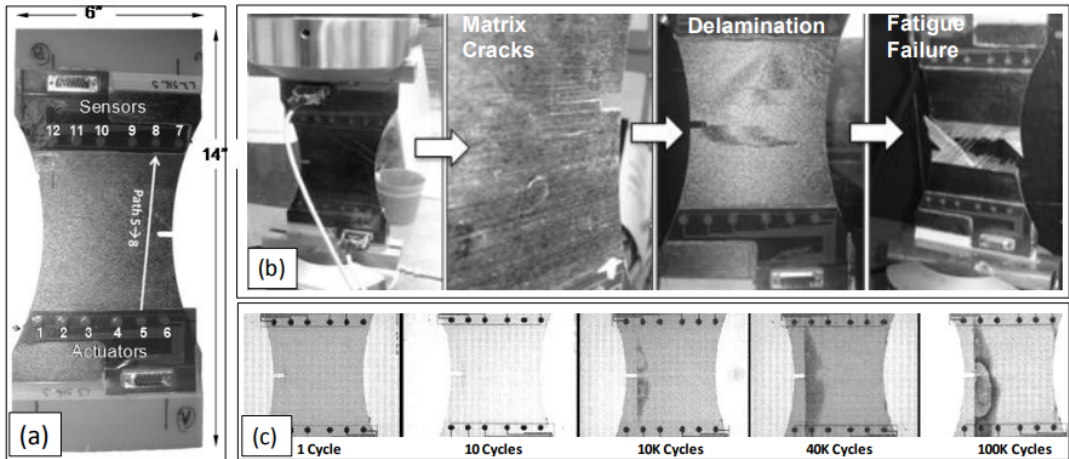 6"
14"
Sensors
12 11 10 9 8 7
Path 5→8
1 2 3 4 5 6
Actuators
(a)
Matrix
Cracks
Delamination
Fatigue
Failure
(b)
(c)
1 Cycle
10 Cycles
10K Cycles
40K Cycles
100K Cycles